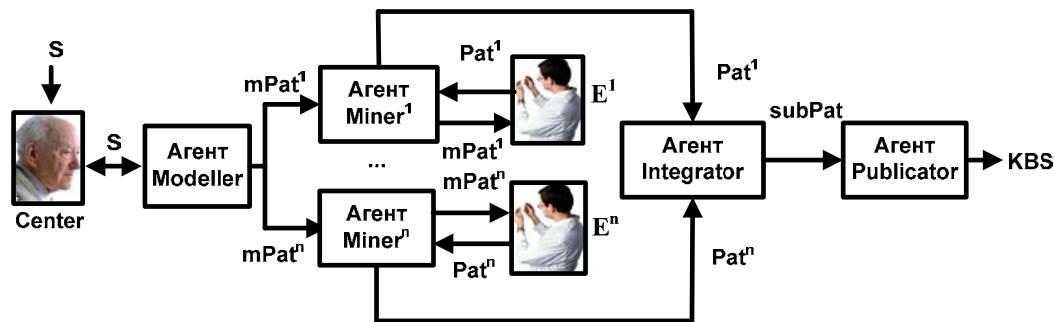 S
S
Center
Агент
Modeller
mPat¹
mPatⁿ
Агент
Miner¹
...
Агент
Minerⁿ
Pat¹
mPat¹
mPatⁿ
Patⁿ
E¹
Eⁿ
Pat¹
Patⁿ
Агент
Integrator
subPat
Агент
Publicator
KBS